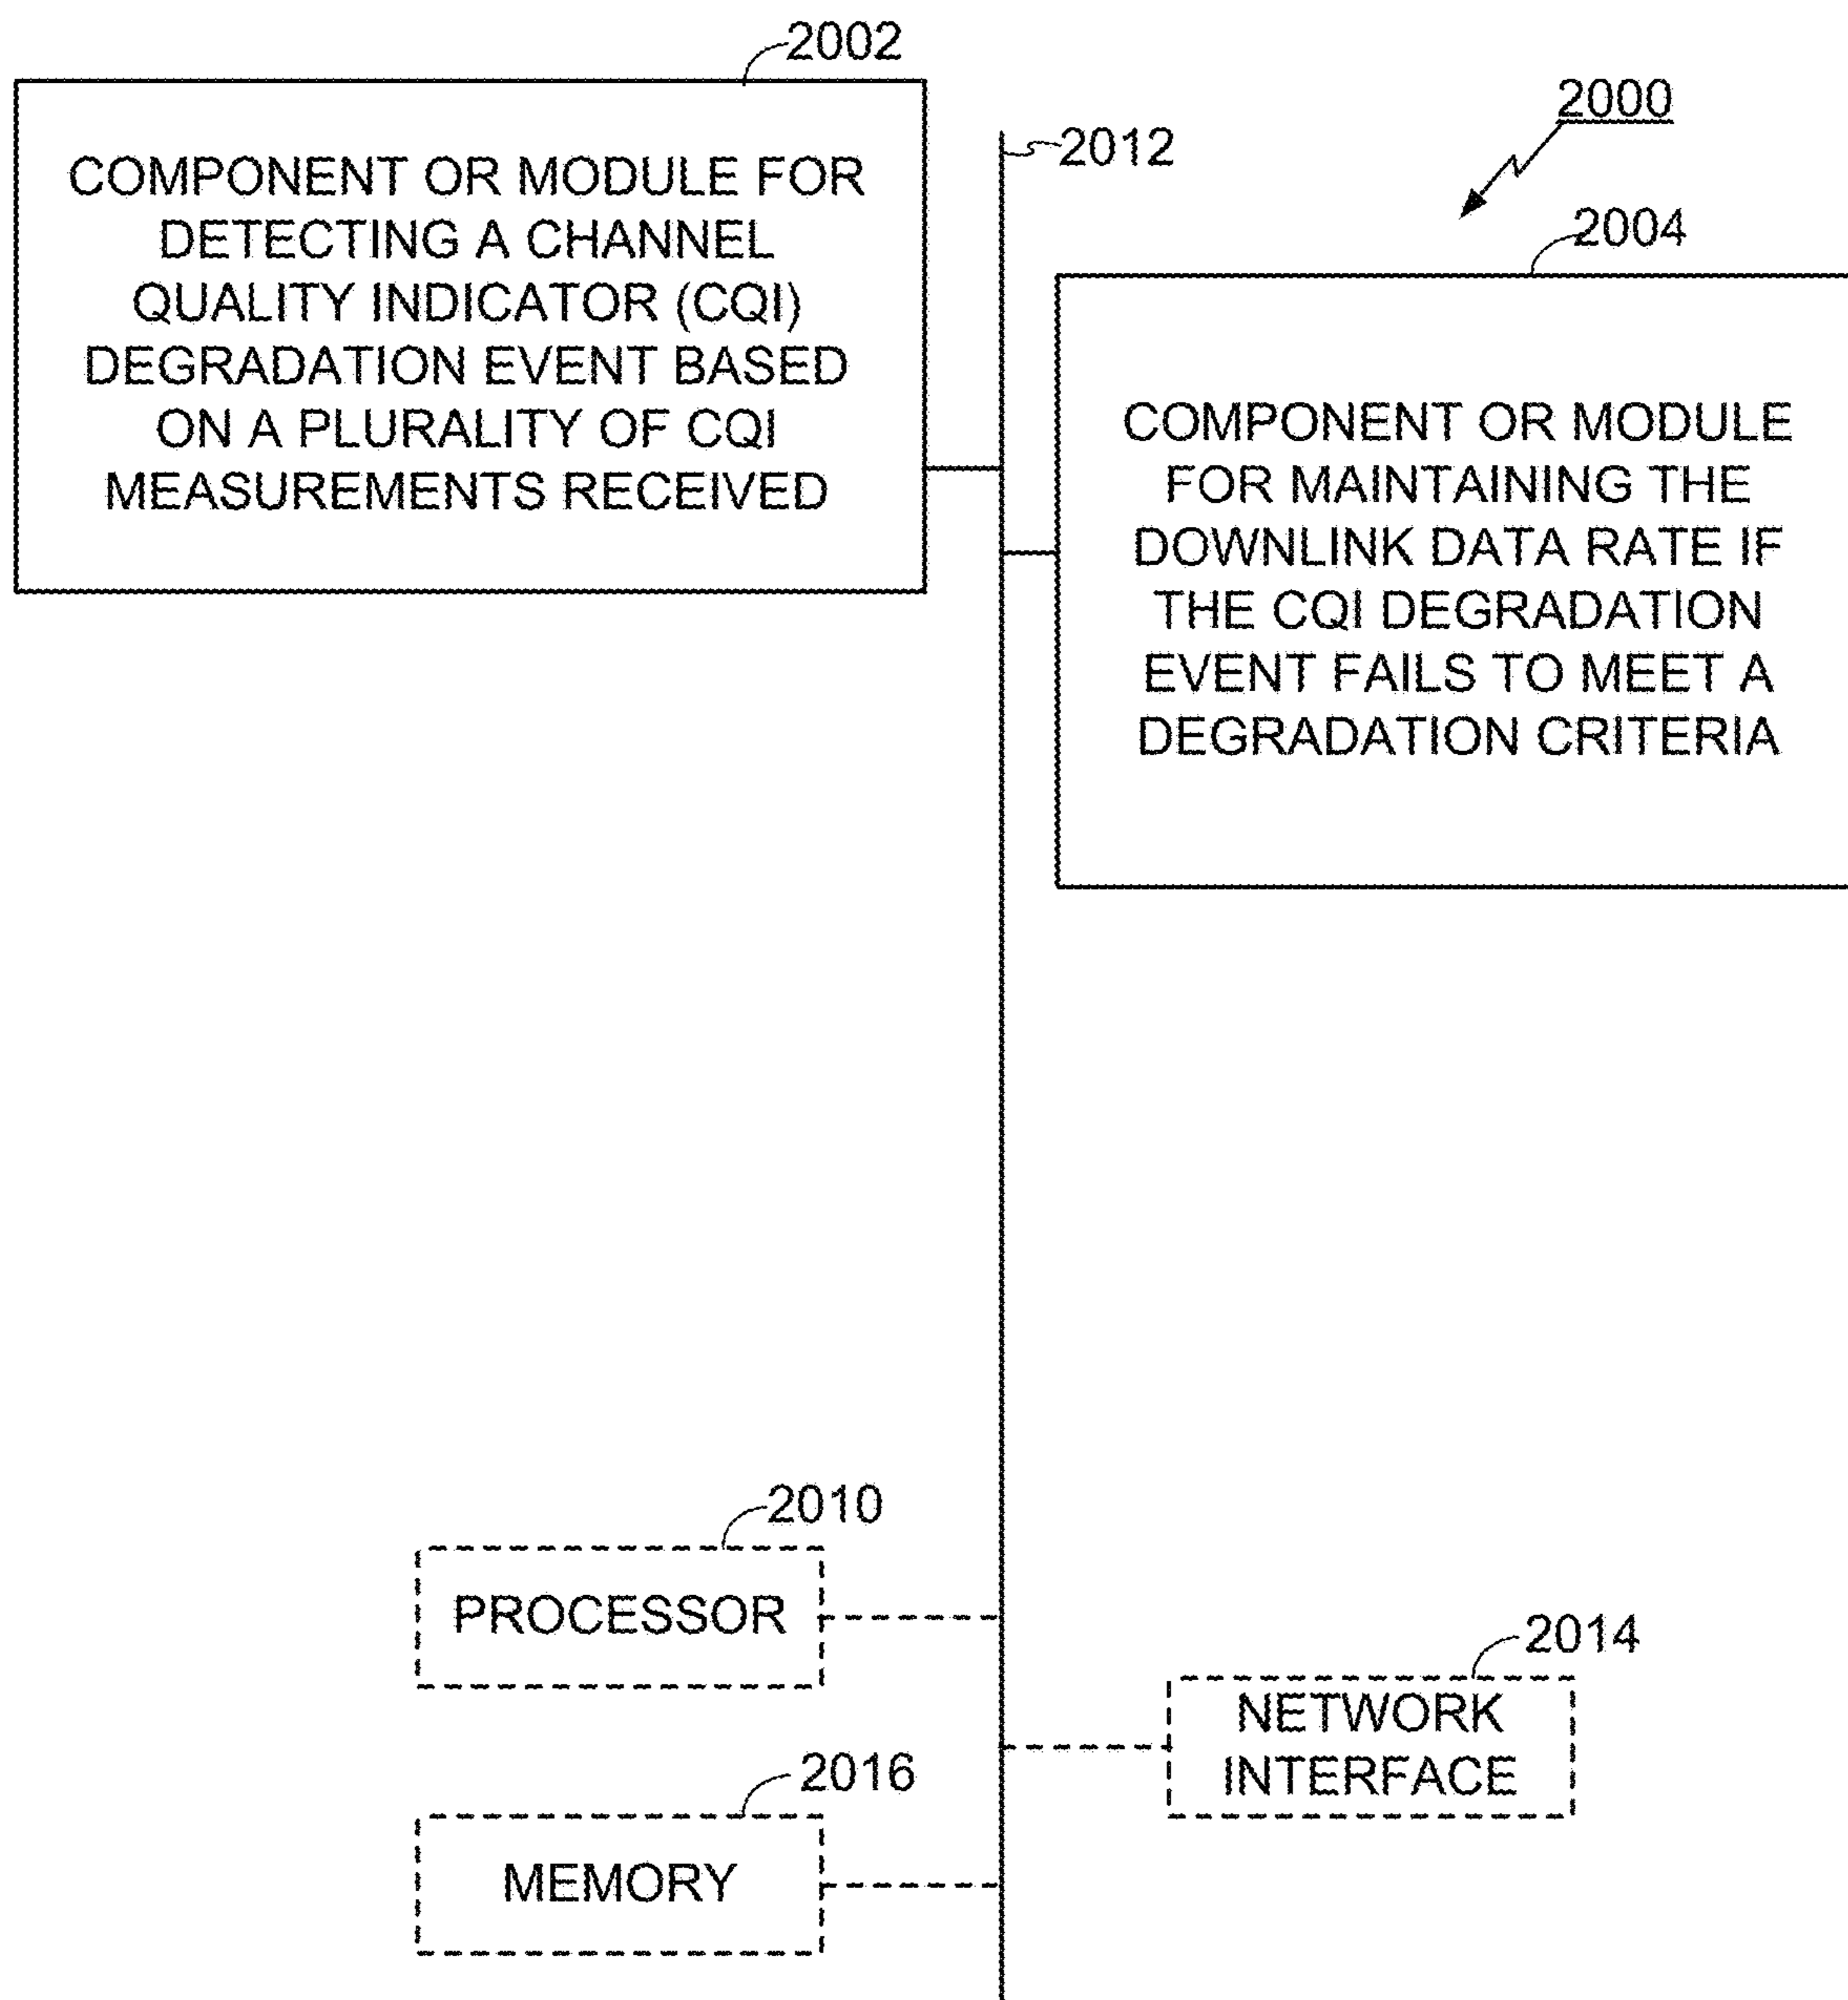 2002
COMPONENT OR MODULE FOR
DETECTING A CHANNEL
QUALITY INDICATOR (CQI)
DEGRADATION EVENT BASED
ON A PLURALITY OF CQI
MEASUREMENTS RECEIVED
2012
2000
2004
COMPONENT OR MODULE
FOR MAINTAINING THE
DOWNLINK DATA RATE IF
THE CQI DEGRADATION
EVENT FAILS TO MEET A
DEGRADATION CRITERIA
2010
PROCESSOR
2014
NETWORK
INTERFACE
2016
MEMORY